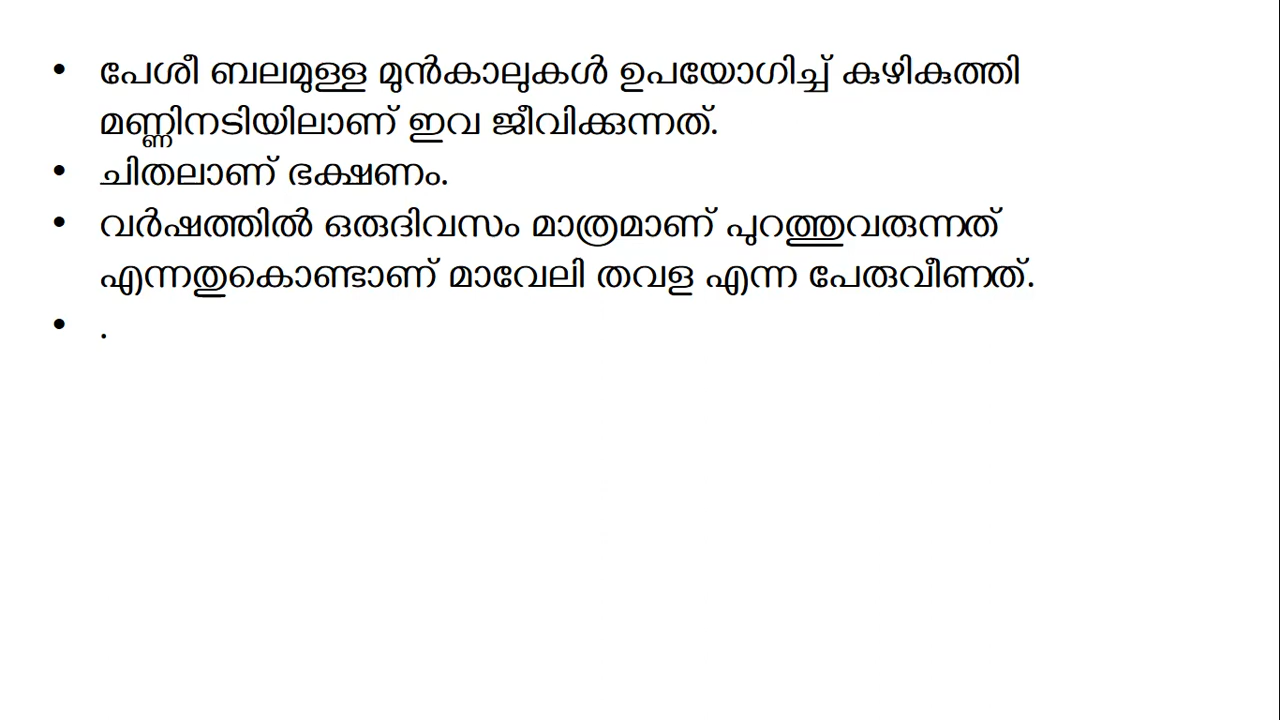 • പേശീ ബലമുള്ള മുൻകാലുകൾ ഉപയോഗിച്ച് കുഴികുത്തി
മണ്ണിനടിയിലാണ് ഇവ ജീവിക്കുന്നത്.
• ചിതലാണ് ഭക്ഷണം.
• വർഷത്തിൽ ഒരുദിവസം മാത്രമാണ് പുറത്തുവരുന്നത്
എന്നതുകൊണ്ടാണ് മാവേലി തവള എന്ന പേരുവീണത്.
• .